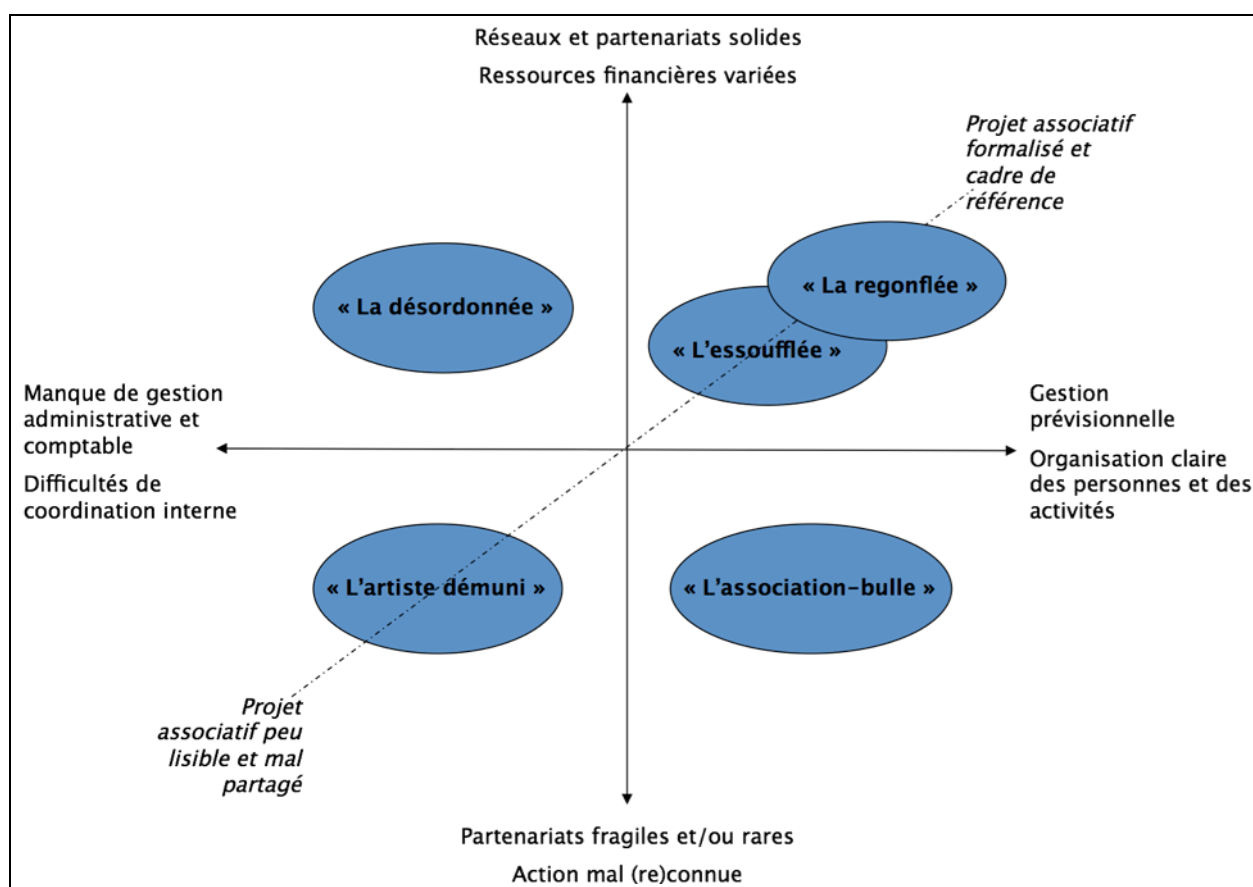 Réseaux et partenariats solides
Ressources financières variées
Projet associatif
formalisé et
cadre de
référence
« La regonflée »
« La désordonnée »
« L'essoufflée »
Manque de gestion
administrative et
comptable
Difficultés de
coordination interne
Gestion
prévisionnelle
Organisation claire
des personnes et des
activités
« L'artiste démuni »
« L'association-bulle »
Projet
associatif peu
lisible et mal
partagé
Partenariats fragiles et/ou rares
Action mal (re)connue